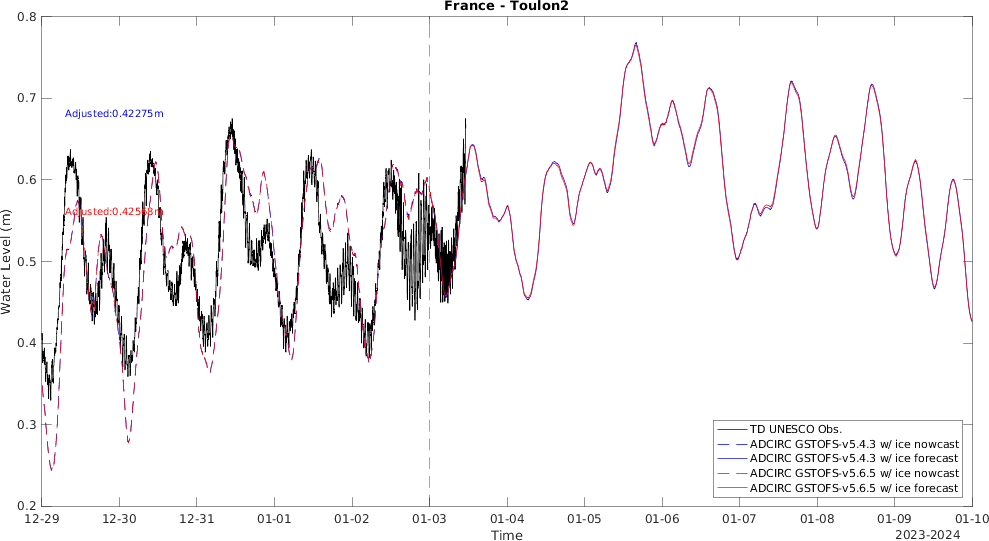 France - Toulon2
0.8
0.7
0.6
0.5
0.4
0.3
0.2
Water Level (m)
Adjusted:0.42275m
Adjusted:0.42568m
TD UNESCO Obs.
ADCIRC GSTOFS-v5.4.3 w/ ice nowcast
ADCIRC GSTOFS-v5.4.3 w/ ice forecast
ADCIRC GSTOFS-v5.6.5 w/ ice nowcast
ADCIRC GSTOFS-v5.6.5 w/ ice forecast
12-29 12-30 12-31 01-01 01-02 01-03 01-04 01-05 01-06 01-07 01-08 01-09 01-10
Time
2023-2024